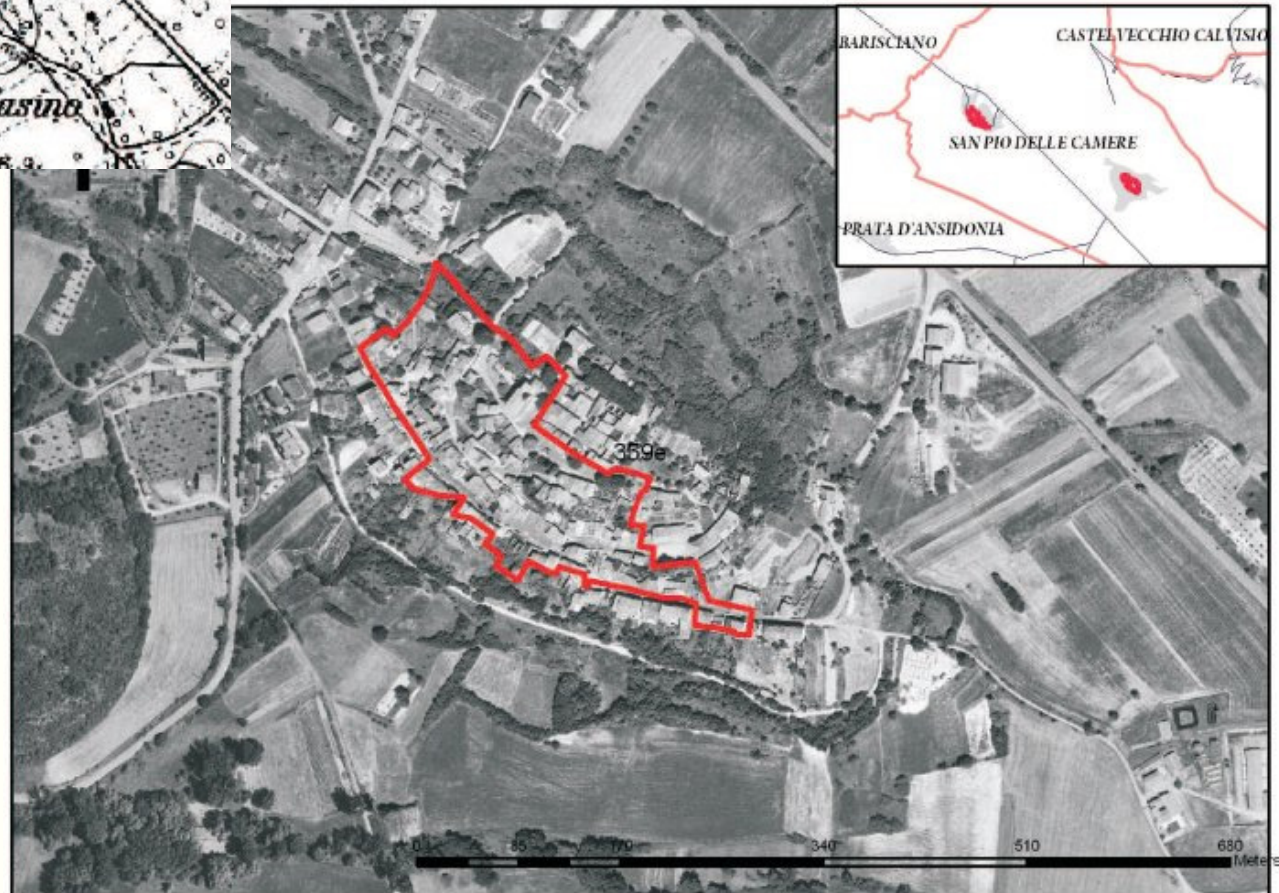 BARISCIANO
CASTELVECCHIO CALVISIO
asino
SAN PIO DELLE CAMERE
PRATA D'ANSIDONIA
359e
0 85 170 340 510 680
Meters